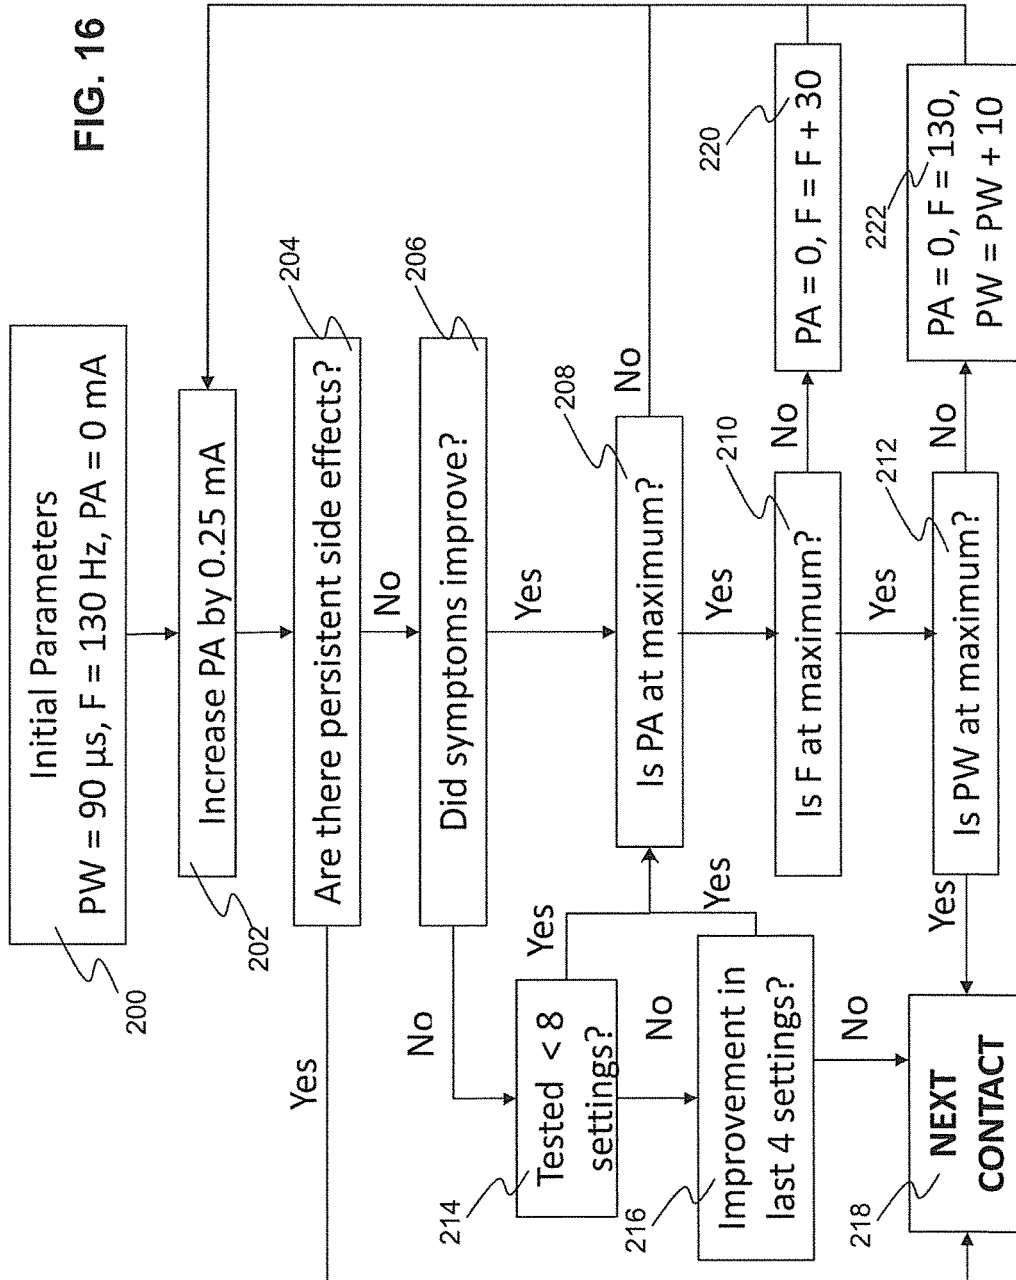 FIG. 16
Initial Parameters
PW = 90 µs, F = 130 Hz, PA = 0 mA
200
Increase PA by 0.25 mA
202
Are there persistent side effects?
204
Yes
No
Did symptoms improve?
206
No
Yes
Tested < 8
settings?
214
Yes
No
Is PA at maximum?
208
No
Yes
Improvement in
last 4 settings?
216
Yes
No
Is F at maximum?
210
No
Yes
PA = 0, F = F + 30
220
Is PW at maximum?
212
Yes
No
PA = 0, F = 130,
PW = PW + 10
222
NEXT
CONTACT
218